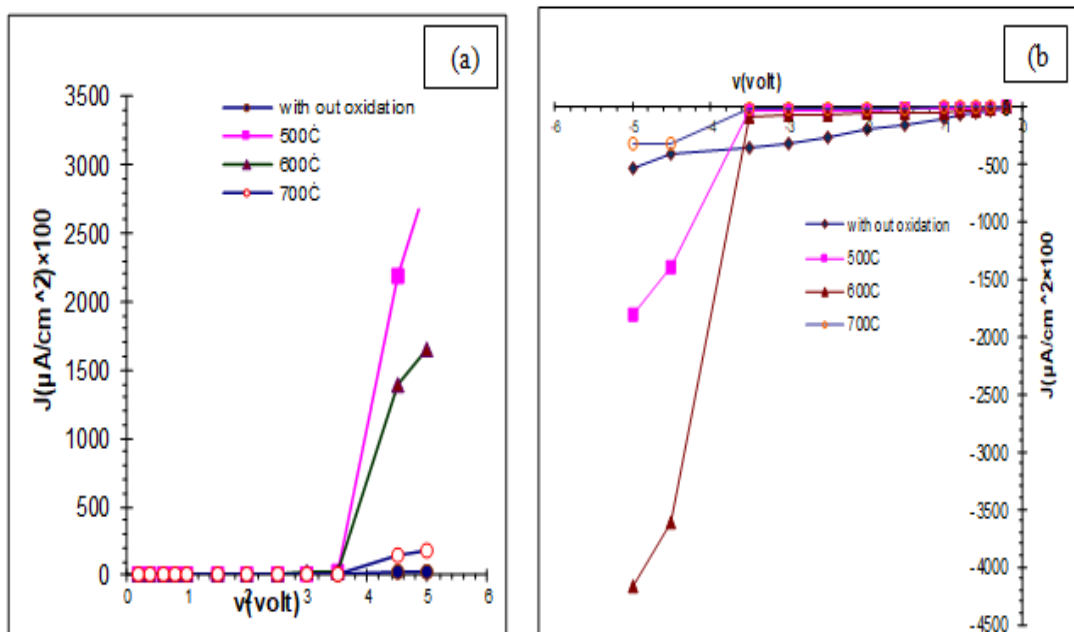 (a)
3500
3000
2500
2000
1500
1000
500
0
J(µA/cm^2)×100
with out oxidation
500Ċ
600Ċ
700Ċ
0 1 2 3 4 5 6
v(volt)
(b
v(volt)
-6 -5 -4 -3 -2 -1 0
-500
-1000
-1500
-2000
-2500
-3000
-3500
-4000
-4500
J(µA/cm^2)×100
with out oxidation
500C
600C
700C